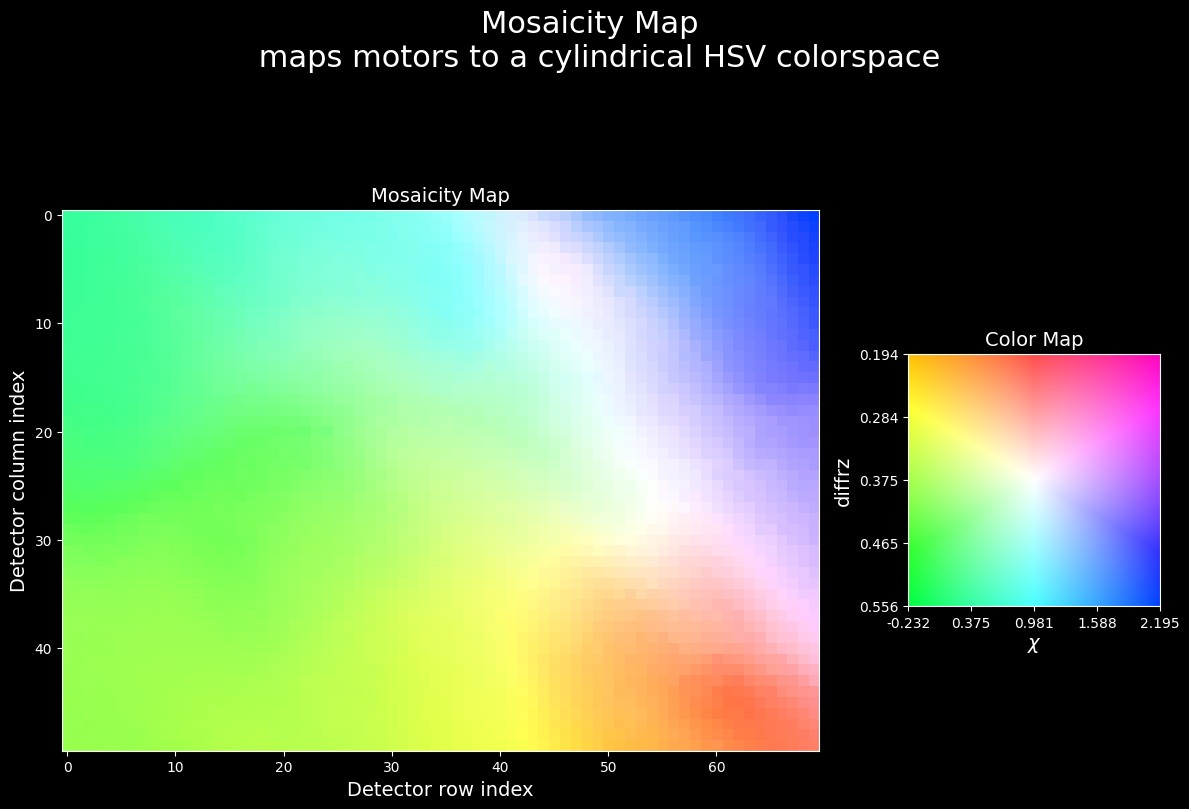 Mosaicity Map
maps motors to a cylindrical HSV colorspace
Mosaicity Map
0
10
20
30
40
Detector column index
0 10 20 30 40 50 60
Detector row index
Color Map
0.194
0.284
0.375
0.465
0.556
diffrz
-0.232 0.375 0.981 1.588 2.195
χ